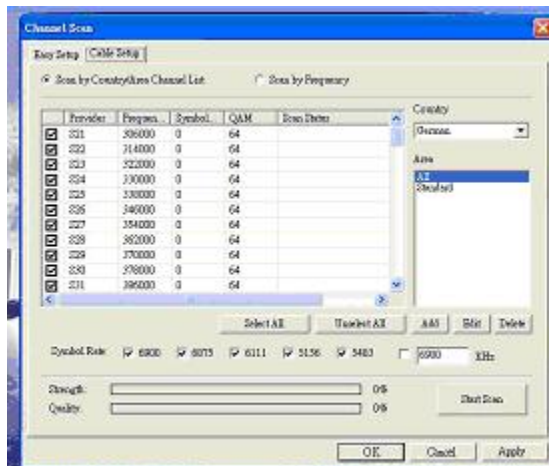 Channel Scan
Easy Setup Cable Setup
Scan by Country/Area Channel List Scan by Frequency
Provider Frequen... Symbol... QAM Scan Status
S21 306000 0 64
S22 314000 0 64
S23 322000 0 64
S24 330000 0 64
S25 338000 0 64
S26 346000 0 64
S27 354000 0 64
S28 362000 0 64
S29 370000 0 64
S30 378000 0 64
S31 386000 0 64
Country
German
Area
All
Standard
Select All Unselect All Add Edit Delete
Symbol Rate: 6900 6875 6111 5156 5483 6900 KHz
Strength: 0%
Quality: 0%
Start Scan
OK Cancel Apply